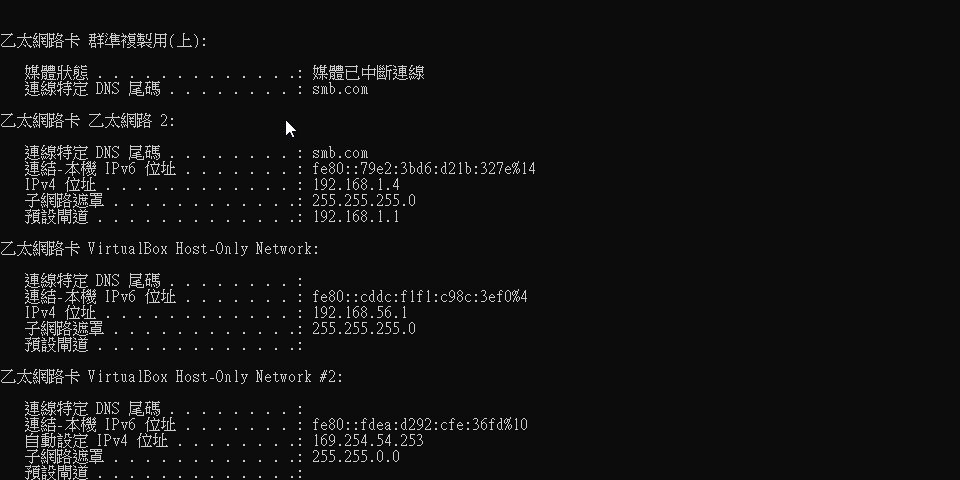 乙太網路卡 群準複製用(上):
媒體狀態 . . . . . . . . . . . . .: 媒體已中斷連線
連線特定 DNS 尾碼 . . . . . . . . : smb.com
乙太網路卡 乙太網路 2:
連線特定 DNS 尾碼 . . . . . . . . : smb.com
連結-本機 IPv6 位址 . . . . . . . : fe80::79e2:3bd6:d21b:327e%14
IPv4 位址 . . . . . . . . . . . . : 192.168.1.4
子網路遮罩 . . . . . . . . . . . .: 255.255.255.0
預設閘道 . . . . . . . . . . . . .: 192.168.1.1
乙太網路卡 VirtualBox Host-Only Network:
連線特定 DNS 尾碼 . . . . . . . . :
連結-本機 IPv6 位址 . . . . . . . : fe80::cddc:f1f1:c98c:3ef0%4
IPv4 位址 . . . . . . . . . . . . : 192.168.56.1
子網路遮罩 . . . . . . . . . . . .: 255.255.255.0
預設閘道 . . . . . . . . . . . . .:
乙太網路卡 VirtualBox Host-Only Network #2:
連線特定 DNS 尾碼 . . . . . . . . :
連結-本機 IPv6 位址 . . . . . . . : fe80::fdea:d292:cfe:36fd%10
自動設定 IPv4 位址 . . . . . . . . : 169.254.54.253
子網路遮罩 . . . . . . . . . . . .: 255.255.0.0
預設閘道 . . . . . . . . . . . . .: